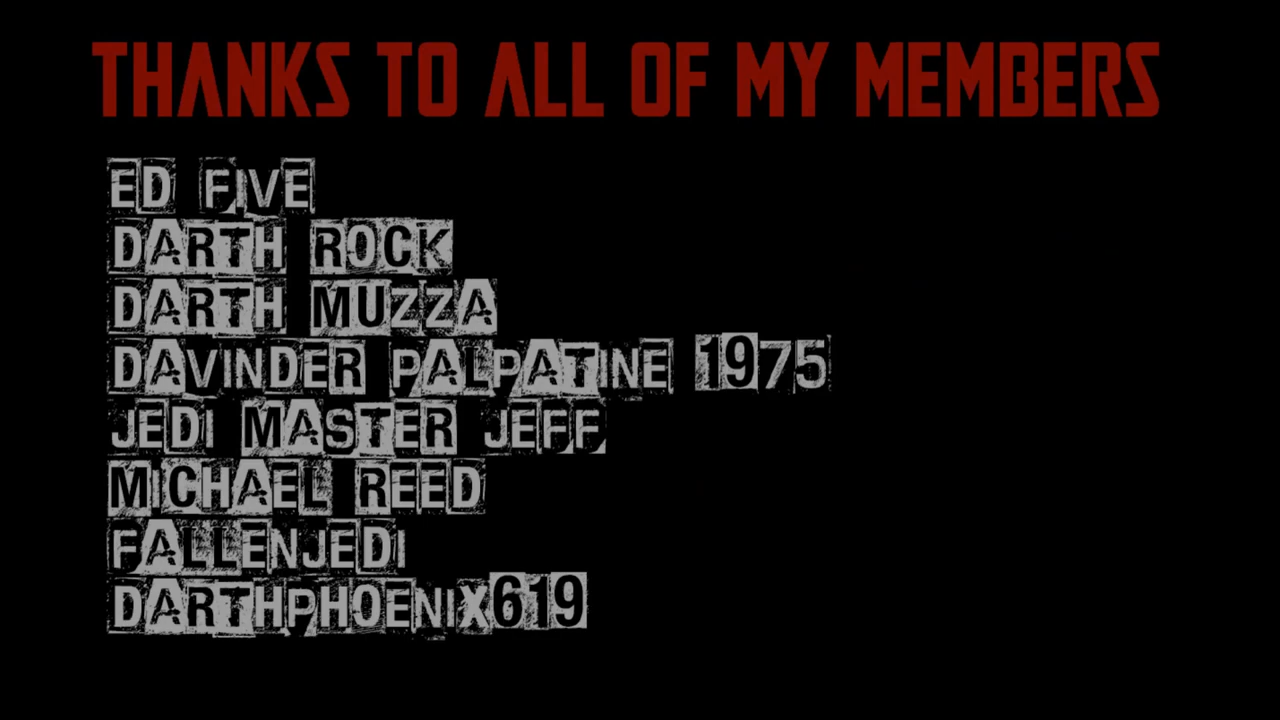 THANKS TO ALL OF MY MEMBERS
ED FIVE
DARTH ROCK
DARTH MUZZA
DAVINDER PALPATINE 1975
JEDI MASTER JEFF
MICHAEL REED
FALLENJEDI
DARTHPHOENIX619